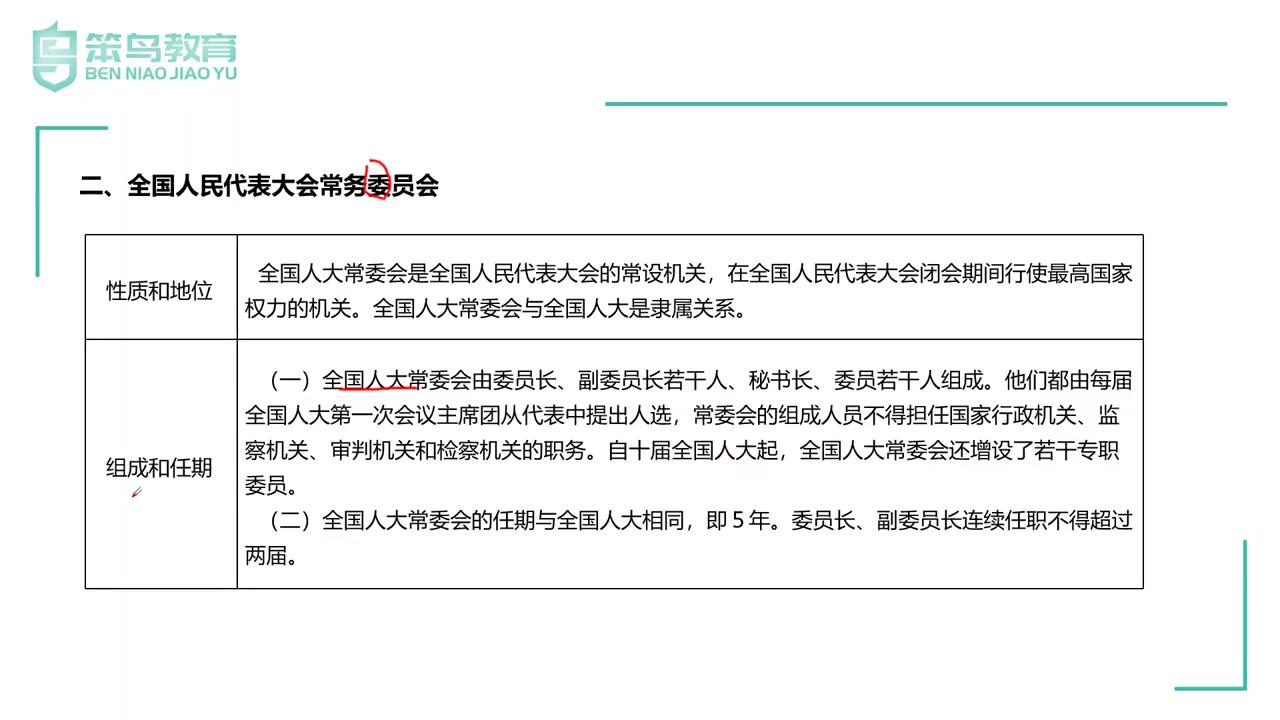 笨鸟教育
BEN NIAO JIAO YU
二、全国人民代表大会常务委员会
性质和地位
全国人大常委会是全国人民代表大会的常设机关，在全国人民代表大会闭会期间行使最高国家
权力的机关。全国人大常委会与全国人大是隶属关系。
组成和任期
（一）全国人大常委会由委员长、副委员长若干人、秘书长、委员若干人组成。他们都由每届
全国人大第一次会议主席团从代表中提出人选，常委会的组成人员不得担任国家行政机关、监
察机关、审判机关和检察机关的职务。自十届全国人大起，全国人大常委会还增设了若干专职
委员。
（二）全国人大常委会的任期与全国人大相同，即 5 年。委员长、副委员长连续任职不得超过
两届。